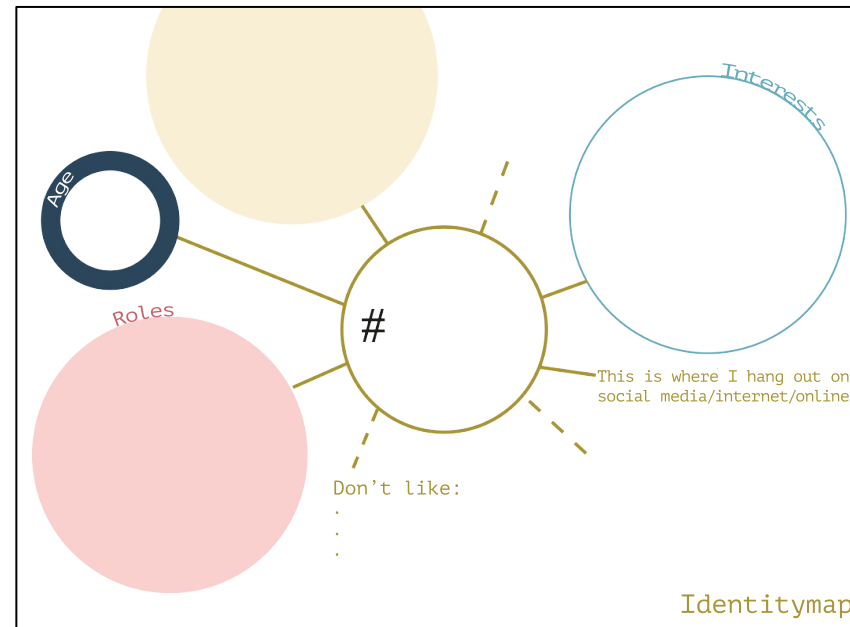 Interests
Age
Roles
#
This is where I hang out on
social media/internet/online
Don’t like:
.
.
.
Identitymap